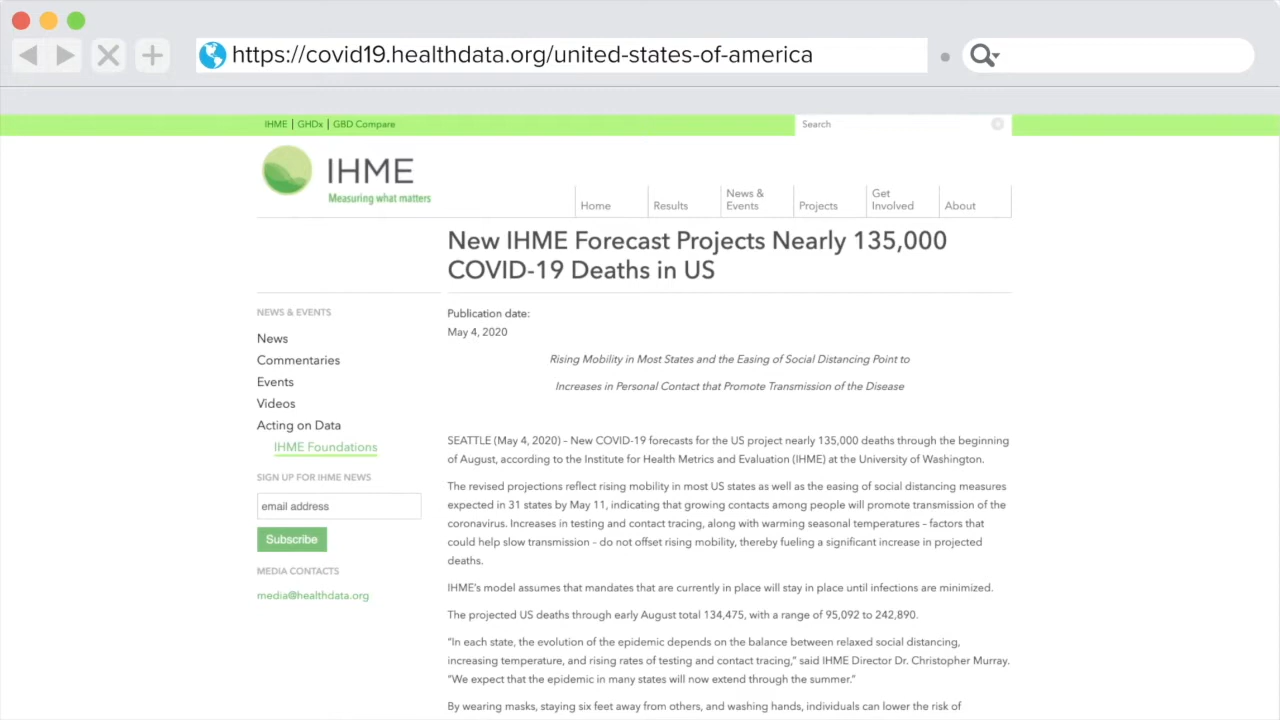 https://covid19.healthdata.org/united-states-of-america
IHME | GHDx | GBD Compare
Search
IHME
Measuring what matters
Home
Results
News &
Events
Projects
Get
Involved
About
New IHME Forecast Projects Nearly 135,000
COVID-19 Deaths in US
NEWS & EVENTS
News
Commentaries
Events
Videos
Acting on Data
IHME Foundations
SIGN UP FOR IHME NEWS
email address
Subscribe
MEDIA CONTACTS
media@healthdata.org
Publication date:
May 4, 2020
Rising Mobility in Most States and the Easing of Social Distancing Point to
Increases in Personal Contact that Promote Transmission of the Disease
SEATTLE (May 4, 2020) – New COVID-19 forecasts for the US project nearly 135,000 deaths through the beginning
of August, according to the Institute for Health Metrics and Evaluation (IHME) at the University of Washington.
The revised projections reflect rising mobility in most US states as well as the easing of social distancing measures
expected in 31 states by May 11, indicating that growing contacts among people will promote transmission of the
coronavirus. Increases in testing and contact tracing, along with warming seasonal temperatures – factors that
could help slow transmission – do not offset rising mobility, thereby fueling a significant increase in projected
deaths.
IHME's model assumes that mandates that are currently in place will stay in place until infections are minimized.
The projected US deaths through early August total 134,475, with a range of 95,092 to 242,890.
"In each state, the evolution of the epidemic depends on the balance between relaxed social distancing,
increasing temperature, and rising rates of testing and contact tracing," said IHME Director Dr. Christopher Murray.
"We expect that the epidemic in many states will now extend through the summer."
By wearing masks, staying six feet away from others, and washing hands, individuals can lower the risk of